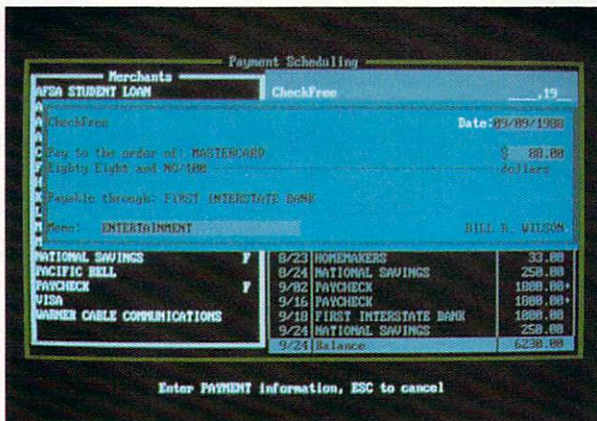 Payment Scheduling
Merchants
AFSA STUDENT LOAN
CheckFree ____,19__
A
A
A
A
C
F
H
K
L
M
M
CheckFree Date:09/09/1988
Pay to the order of: MASTERCARD $ 88.00
Eighty Eight and NO/100 dollars
Payable through: FIRST INTERSTATE BANK
Memo: ENTERTAINMENT BILL R. WILSON
NATIONAL SAVINGS F
PACIFIC BELL
PAYCHECK F
VISA
WARNER CABLE COMMUNICATIONS
8/23 HOMEMAKERS 33.00
8/24 NATIONAL SAVINGS 250.00
9/02 PAYCHECK 1800.00+
9/16 PAYCHECK 1800.00+
9/18 FIRST INTERSTATE BANK 1000.00
9/24 NATIONAL SAVINGS 250.00
9/24 Balance 6230.00
Enter PAYMENT information, ESC to cancel